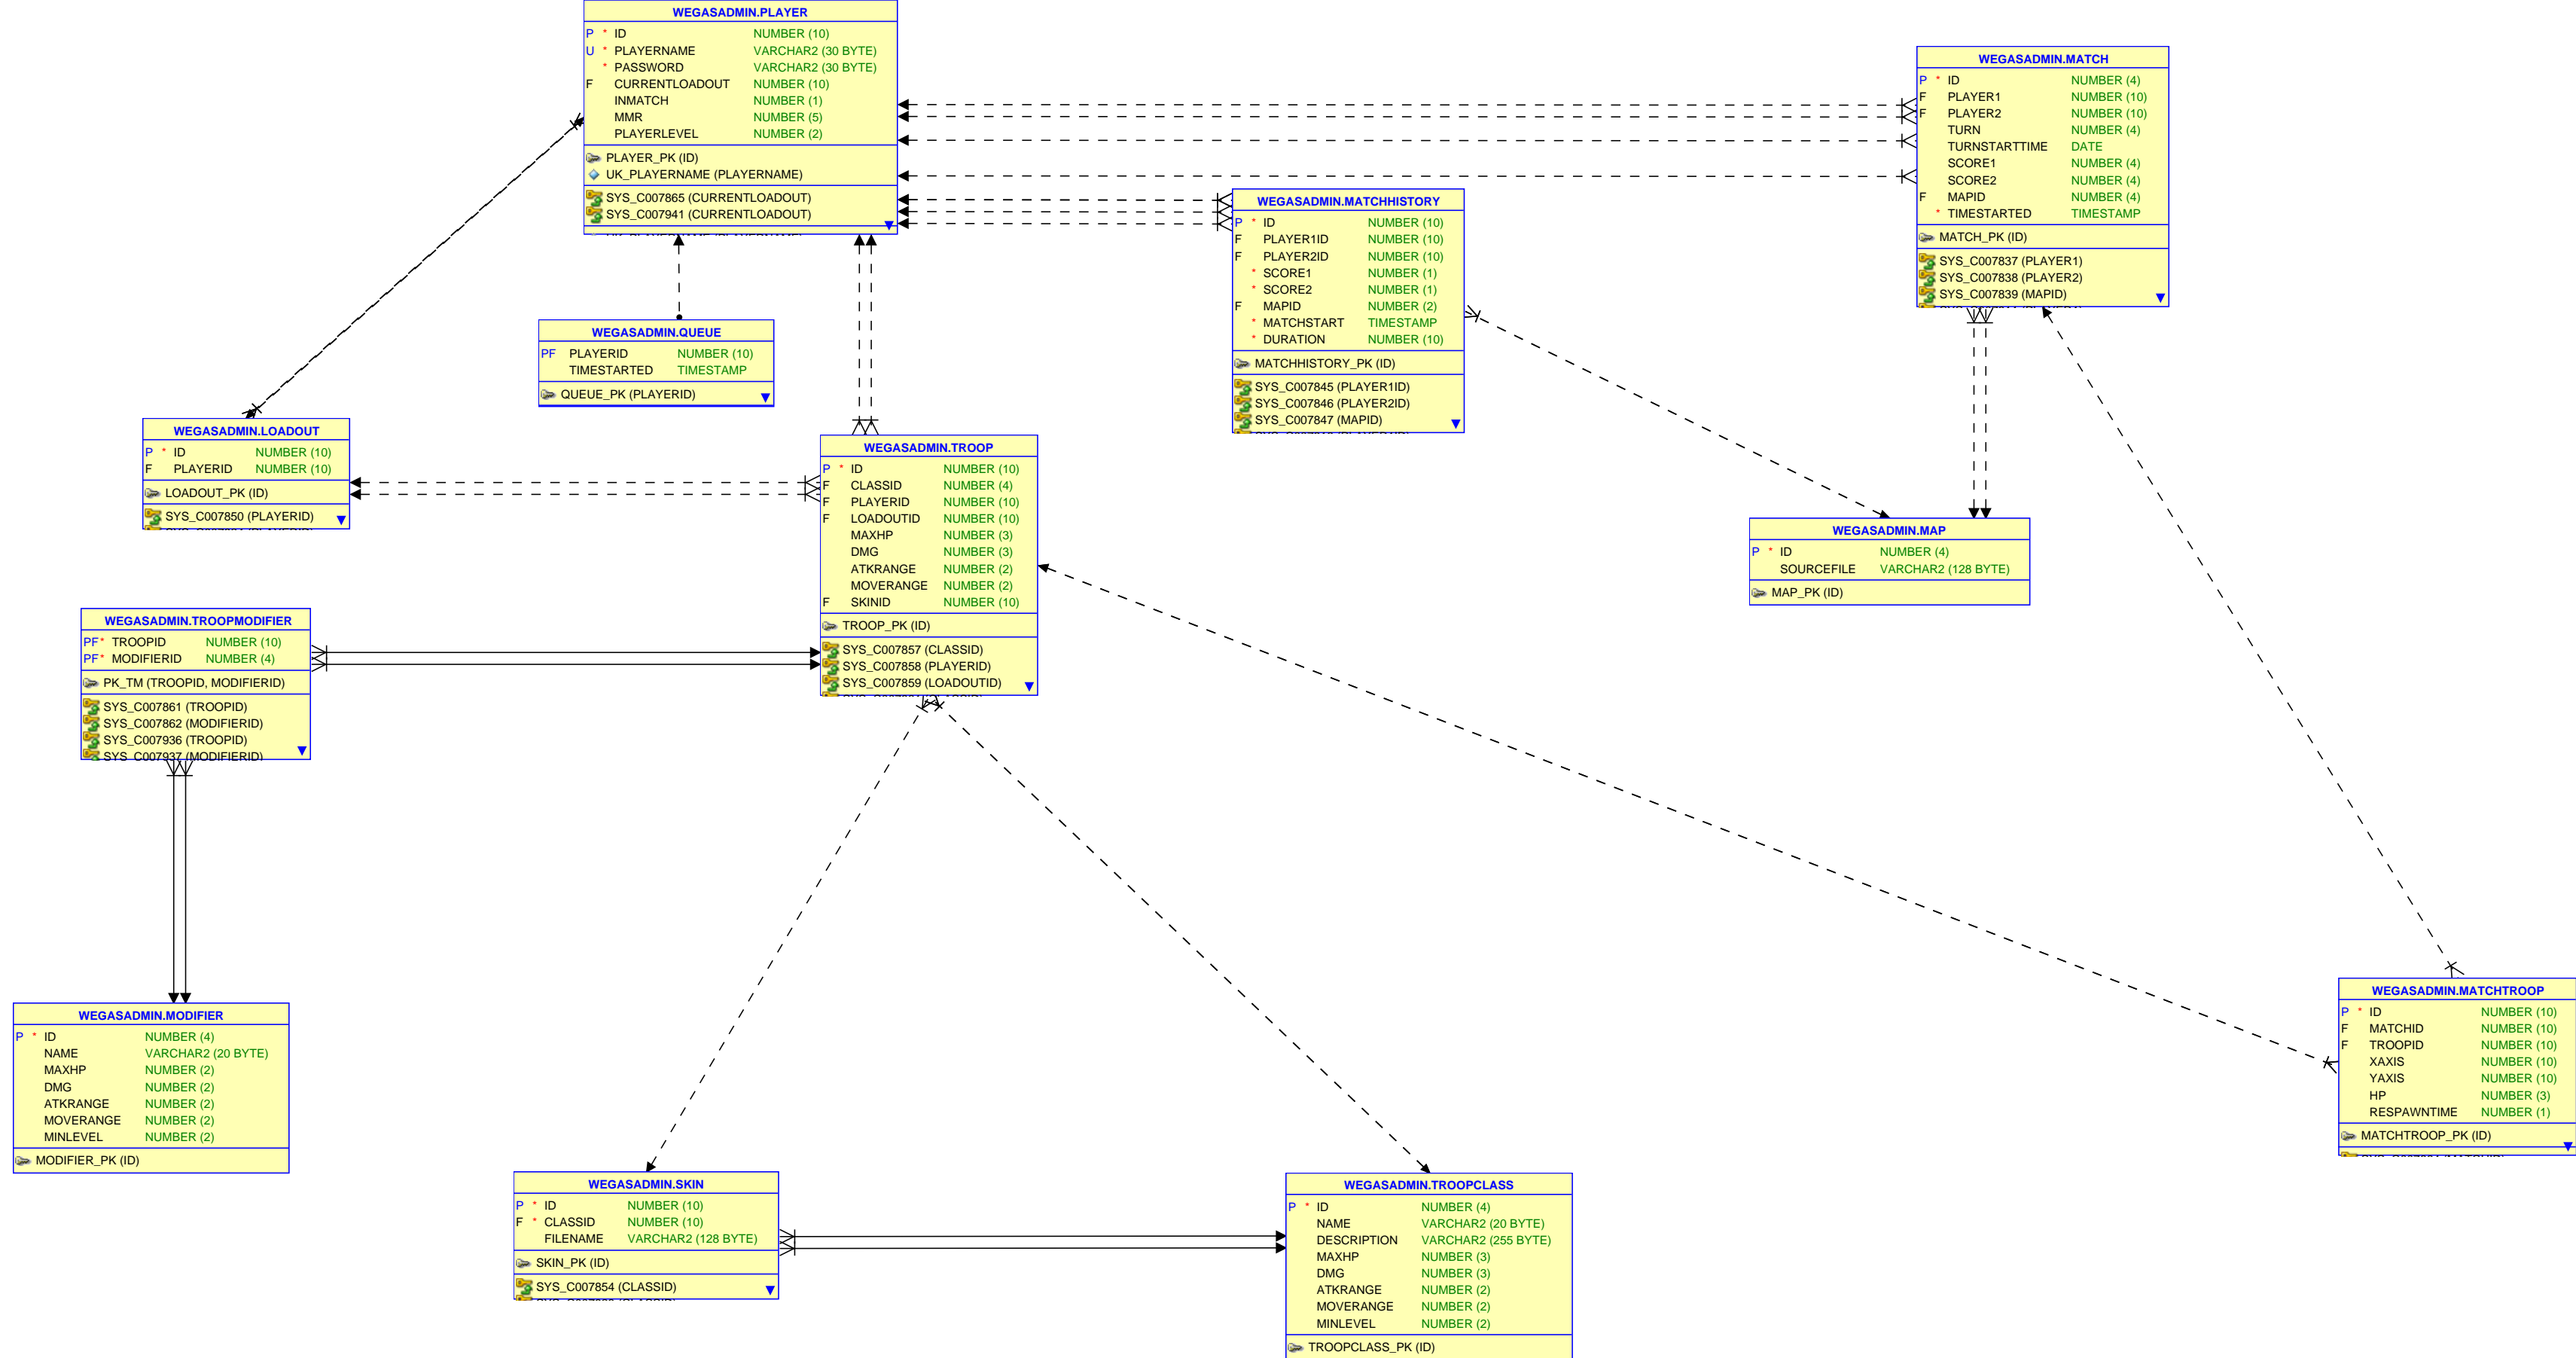 WEGASADMIN.PLAYER
P * ID NUMBER (10)
U * PLAYERNAME VARCHAR2 (30 BYTE)
* PASSWORD VARCHAR2 (30 BYTE)
F CURRENTLOADOUT NUMBER (10)
INMATCH NUMBER (1)
MMR NUMBER (5)
PLAYERLEVEL NUMBER (2)
PLAYER_PK (ID)
UK_PLAYERNAME (PLAYERNAME)
SYS_C007865 (CURRENTLOADOUT)
SYS_C007941 (CURRENTLOADOUT)
WEGASADMIN.MATCH
P * ID NUMBER (4)
F PLAYER1 NUMBER (10)
F PLAYER2 NUMBER (10)
TURN NUMBER (4)
TURNSTARTTIME DATE
SCORE1 NUMBER (4)
SCORE2 NUMBER (4)
F MAPID NUMBER (4)
* TIMESTARTED TIMESTAMP
MATCH_PK (ID)
SYS_C007837 (PLAYER1)
SYS_C007838 (PLAYER2)
SYS_C007839 (MAPID)
WEGASADMIN.MATCHHISTORY
P * ID NUMBER (10)
F PLAYER1ID NUMBER (10)
F PLAYER2ID NUMBER (10)
* SCORE1 NUMBER (1)
* SCORE2 NUMBER (1)
F MAPID NUMBER (2)
* MATCHSTART TIMESTAMP
* DURATION NUMBER (10)
MATCHHISTORY_PK (ID)
SYS_C007845 (PLAYER1ID)
SYS_C007846 (PLAYER2ID)
SYS_C007847 (MAPID)
WEGASADMIN.QUEUE
PF PLAYERID NUMBER (10)
TIMESTARTED TIMESTAMP
QUEUE_PK (PLAYERID)
WEGASADMIN.LOADOUT
P * ID NUMBER (10)
F PLAYERID NUMBER (10)
LOADOUT_PK (ID)
SYS_C007850 (PLAYERID)
WEGASADMIN.TROOP
P * ID NUMBER (10)
F CLASSID NUMBER (4)
F PLAYERID NUMBER (10)
F LOADOUTID NUMBER (10)
MAXHP NUMBER (3)
DMG NUMBER (3)
ATKRANGE NUMBER (2)
MOVERANGE NUMBER (2)
F SKINID NUMBER (10)
TROOP_PK (ID)
SYS_C007857 (CLASSID)
SYS_C007858 (PLAYERID)
SYS_C007859 (LOADOUTID)
WEGASADMIN.MAP
P * ID NUMBER (4)
SOURCEFILE VARCHAR2 (128 BYTE)
MAP_PK (ID)
WEGASADMIN.TROOPMODIFIER
PF* TROOPID NUMBER (10)
PF* MODIFIERID NUMBER (4)
PK_TM (TROOPID, MODIFIERID)
SYS_C007861 (TROOPID)
SYS_C007862 (MODIFIERID)
SYS_C007936 (TROOPID)
SYS_C007937 (MODIFIERID)
WEGASADMIN.MODIFIER
P * ID NUMBER (4)
NAME VARCHAR2 (20 BYTE)
MAXHP NUMBER (2)
DMG NUMBER (2)
ATKRANGE NUMBER (2)
MOVERANGE NUMBER (2)
MINLEVEL NUMBER (2)
MODIFIER_PK (ID)
WEGASADMIN.MATCHTROOP
P * ID NUMBER (10)
F MATCHID NUMBER (10)
F TROOPID NUMBER (10)
XAXIS NUMBER (10)
YAXIS NUMBER (10)
HP NUMBER (3)
RESPAWNTIME NUMBER (1)
MATCHTROOP_PK (ID)
WEGASADMIN.SKIN
P * ID NUMBER (10)
F * CLASSID NUMBER (10)
FILENAME VARCHAR2 (128 BYTE)
SKIN_PK (ID)
SYS_C007854 (CLASSID)
WEGASADMIN.TROOPCLASS
P * ID NUMBER (4)
NAME VARCHAR2 (20 BYTE)
DESCRIPTION VARCHAR2 (255 BYTE)
MAXHP NUMBER (3)
DMG NUMBER (3)
ATKRANGE NUMBER (2)
MOVERANGE NUMBER (2)
MINLEVEL NUMBER (2)
TROOPCLASS_PK (ID)